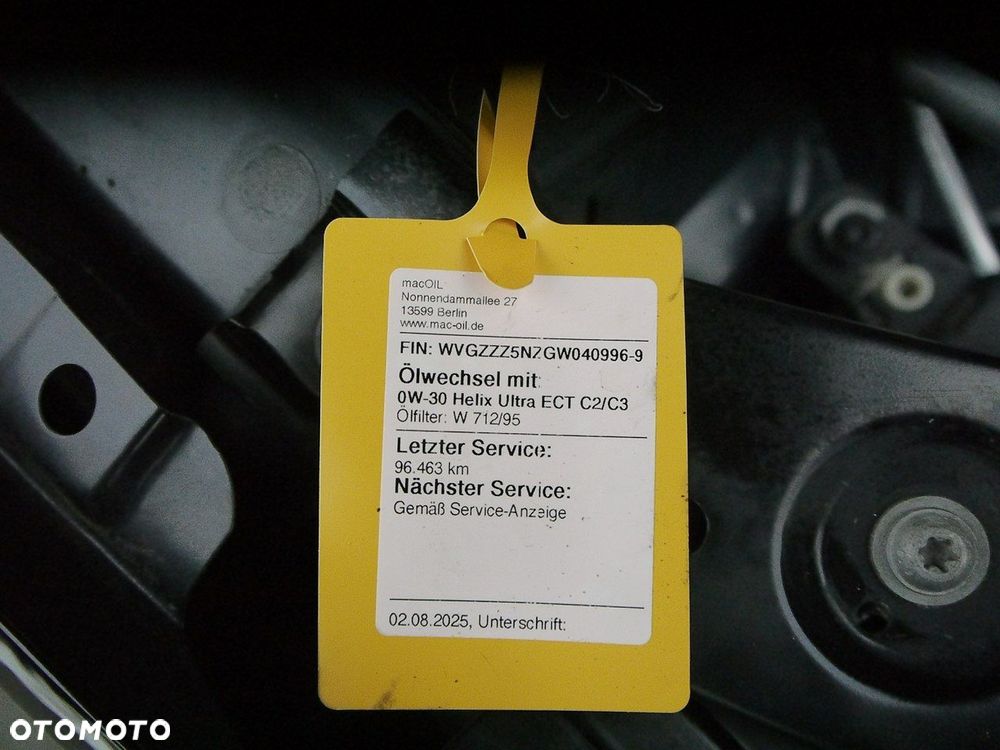 macOIL
Nonnendammallee 27
13599 Berlin
www.mac-oil.de
FIN: WVGZZZ5NZGW040996-9
Ölwechsel mit:
0W-30 Helix Ultra ECT C2/C3
Ölfilter: W 712/95
Letzter Service:
96.463 km
Nächster Service:
Gemäß Service-Anzeige
02.08.2025, Unterschrift:
OTOMOTO